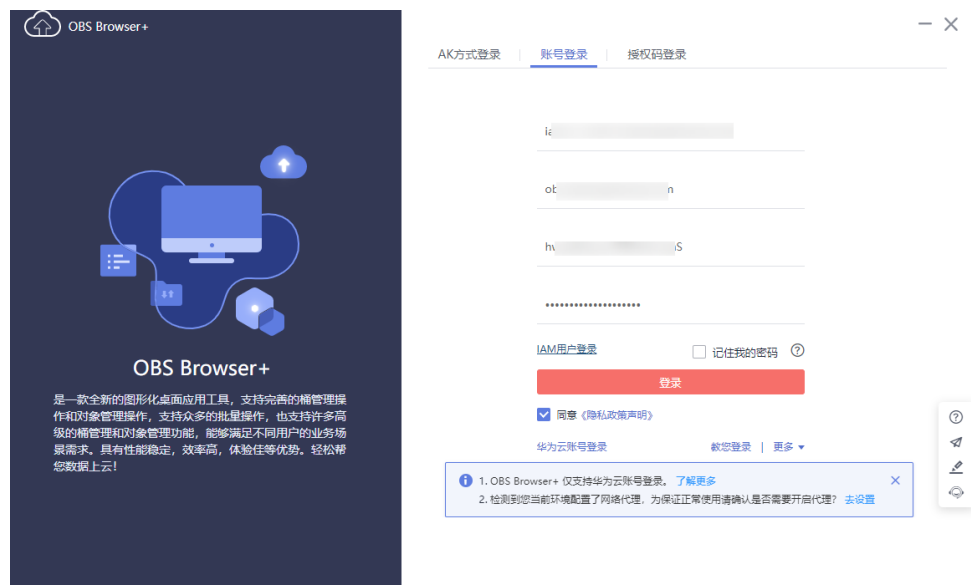 OBS Browser+
AK方式登录
账号登录
授权码登录
OBS Browser+
是一款全新的图形化桌面应用工具，支持完善的桶管理操
作和对象管理操作，支持众多的批量操作，也支持许多高
级的桶管理和对象管理功能，能够满足不同用户的业务场
景需求。具有性能稳定，效率高，体验佳等优势。轻松帮
您数据上云！
IAM用户登录
记住我的密码
登录
同意《隐私政策声明》
华为云账号登录
教您登录 | 更多
1. OBS Browser+ 仅支持华为云账号登录。 了解更多
2. 检测到您当前环境配置了网络代理，为保证正常使用请确认是否需要开启代理？ 去设置